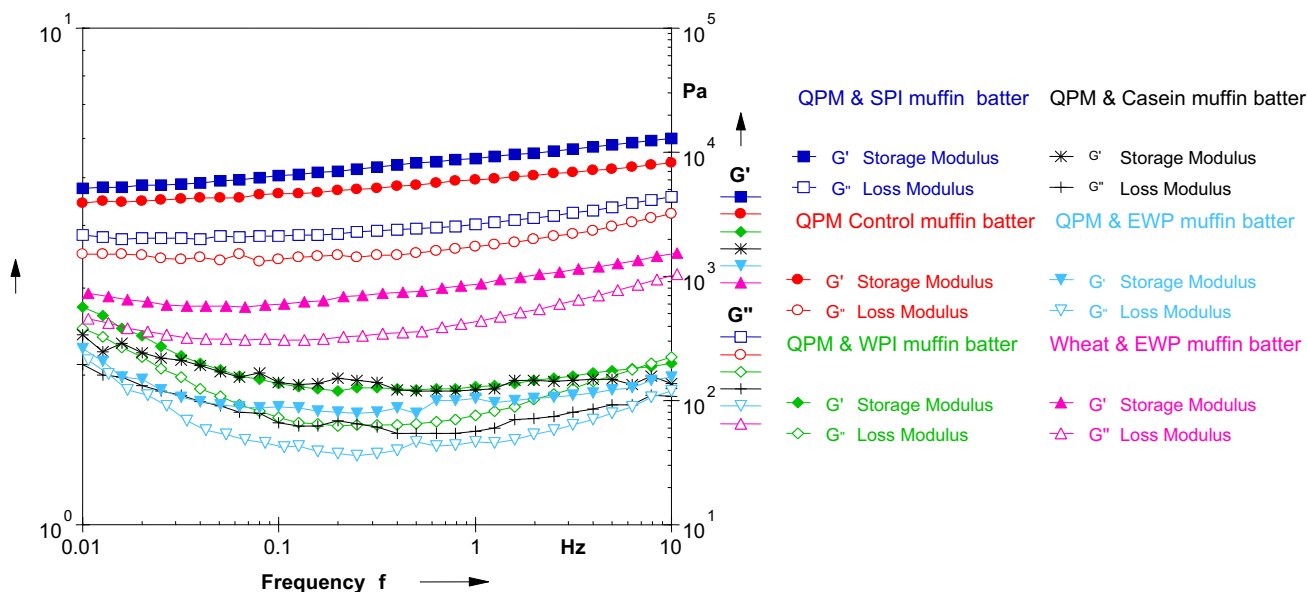 10^1
10^5
Pa
10^4
G'
10^3
G"
10^2
10^0
10^1
0.01
0.1
1
Hz
10
Frequency f
QPM & SPI muffin batter
G' Storage Modulus
G" Loss Modulus
QPM Control muffin batter
G' Storage Modulus
G" Loss Modulus
QPM & WPI muffin batter
G' Storage Modulus
G" Loss Modulus
QPM & Casein muffin batter
G' Storage Modulus
G" Loss Modulus
QPM & EWP muffin batter
G' Storage Modulus
G" Loss Modulus
Wheat & EWP muffin batter
G' Storage Modulus
G" Loss Modulus